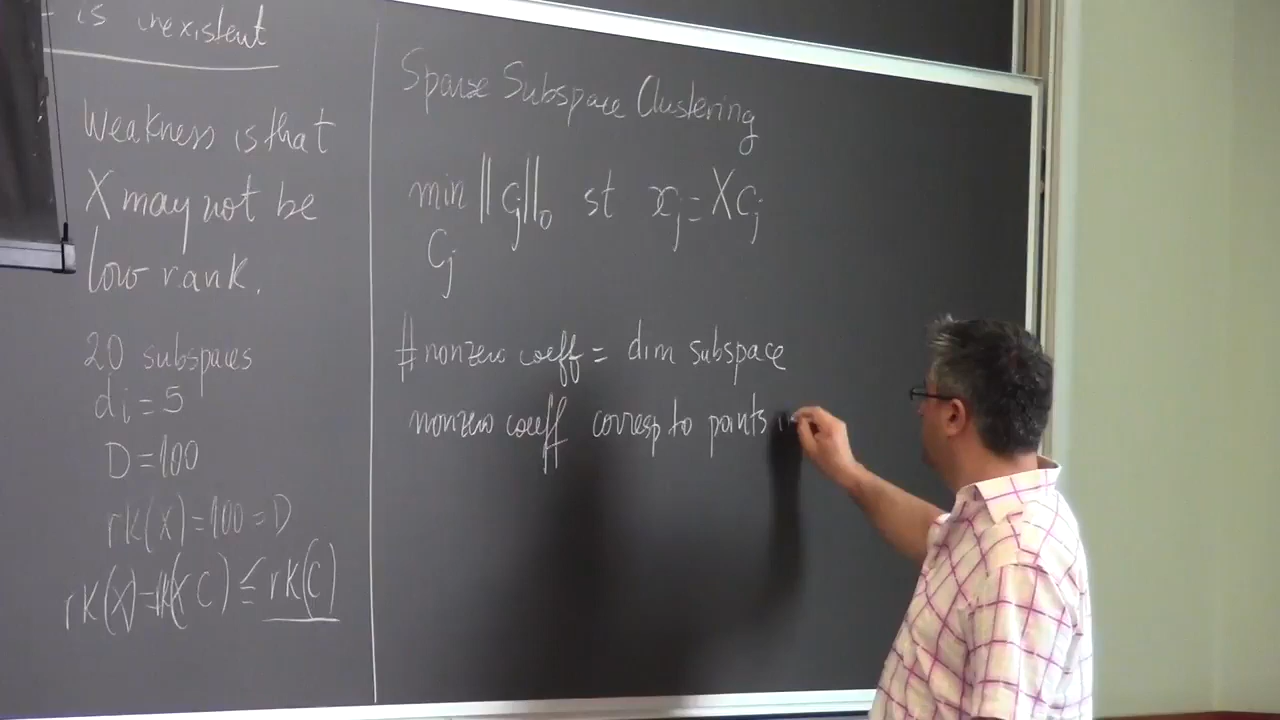 is inexistent
Weakness is that
X may not be
low rank.
20 subspaces
di = 5
D = 100
rk(X) = 100 = D
rk(X) = rk(X C) ≤ rk(C)
Sparse Subspace Clustering
min ||Cj||0 st xj = XCj
Cj
#nonzero coeff = dim subspace
nonzero coeff corresp to points